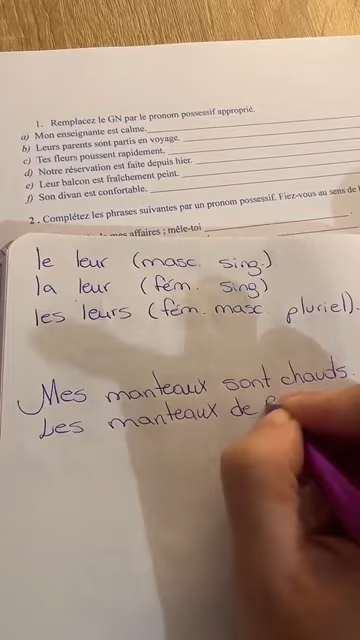 1. Remplacez le GN par le pronom possessif approprié.
a) Mon enseignante est calme.
b) Leurs parents sont partis en voyage.
c) Tes fleurs poussent rapidement.
d) Notre réservation est faite depuis hier.
e) Leur balcon est fraîchement peint.
f) Son divan est confortable.
2. Complétez les phrases suivantes par un pronom possessif. Fiez-vous au sens de
mes affaires ; mêle-toi
le leur (masc. sing.)
la leur (fém. sing)
les leurs (fém. masc. pluriel).
Mes manteaux sont chauds.
Les manteaux de